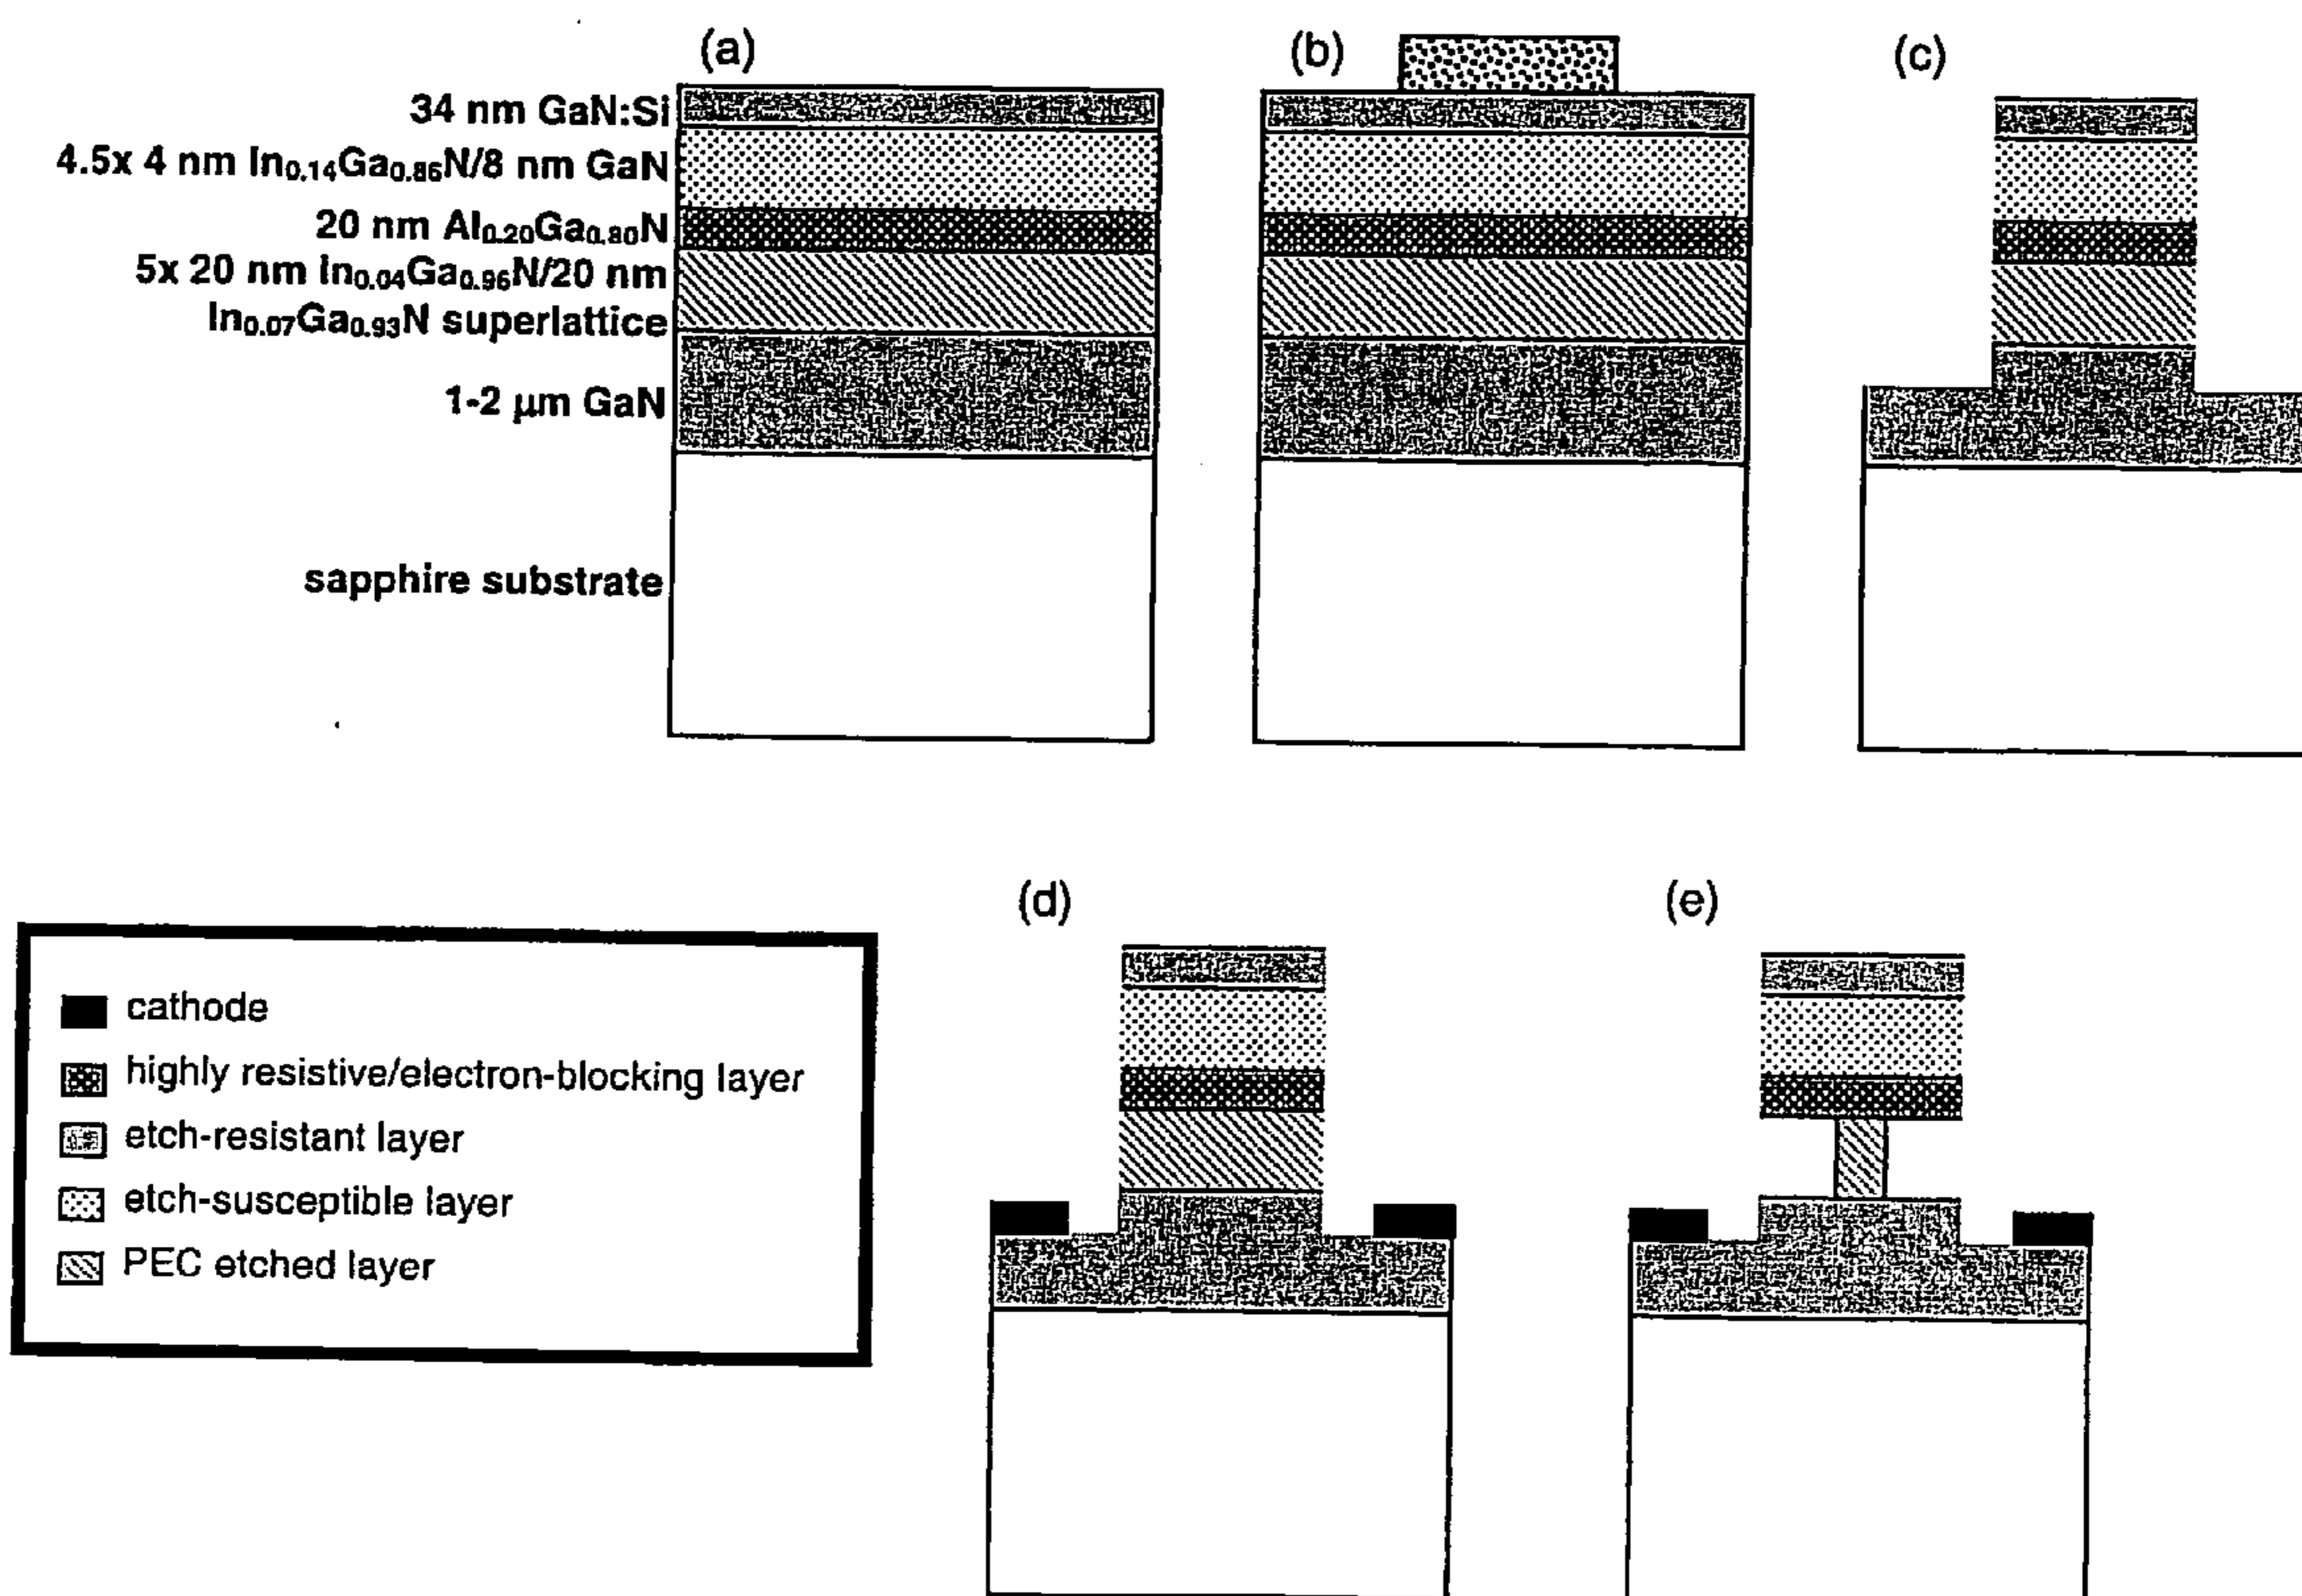 (a)
(b)
(c)
34 nm GaN:Si
4.5x 4 nm In0.14Ga0.86N/8 nm GaN
20 nm Al0.20Ga0.80N
5x 20 nm In0.04Ga0.96N/20 nm
In0.07Ga0.93N superlattice
1-2 µm GaN
sapphire substrate
(d)
(e)
cathode
highly resistive/electron-blocking layer
etch-resistant layer
etch-susceptible layer
PEC etched layer